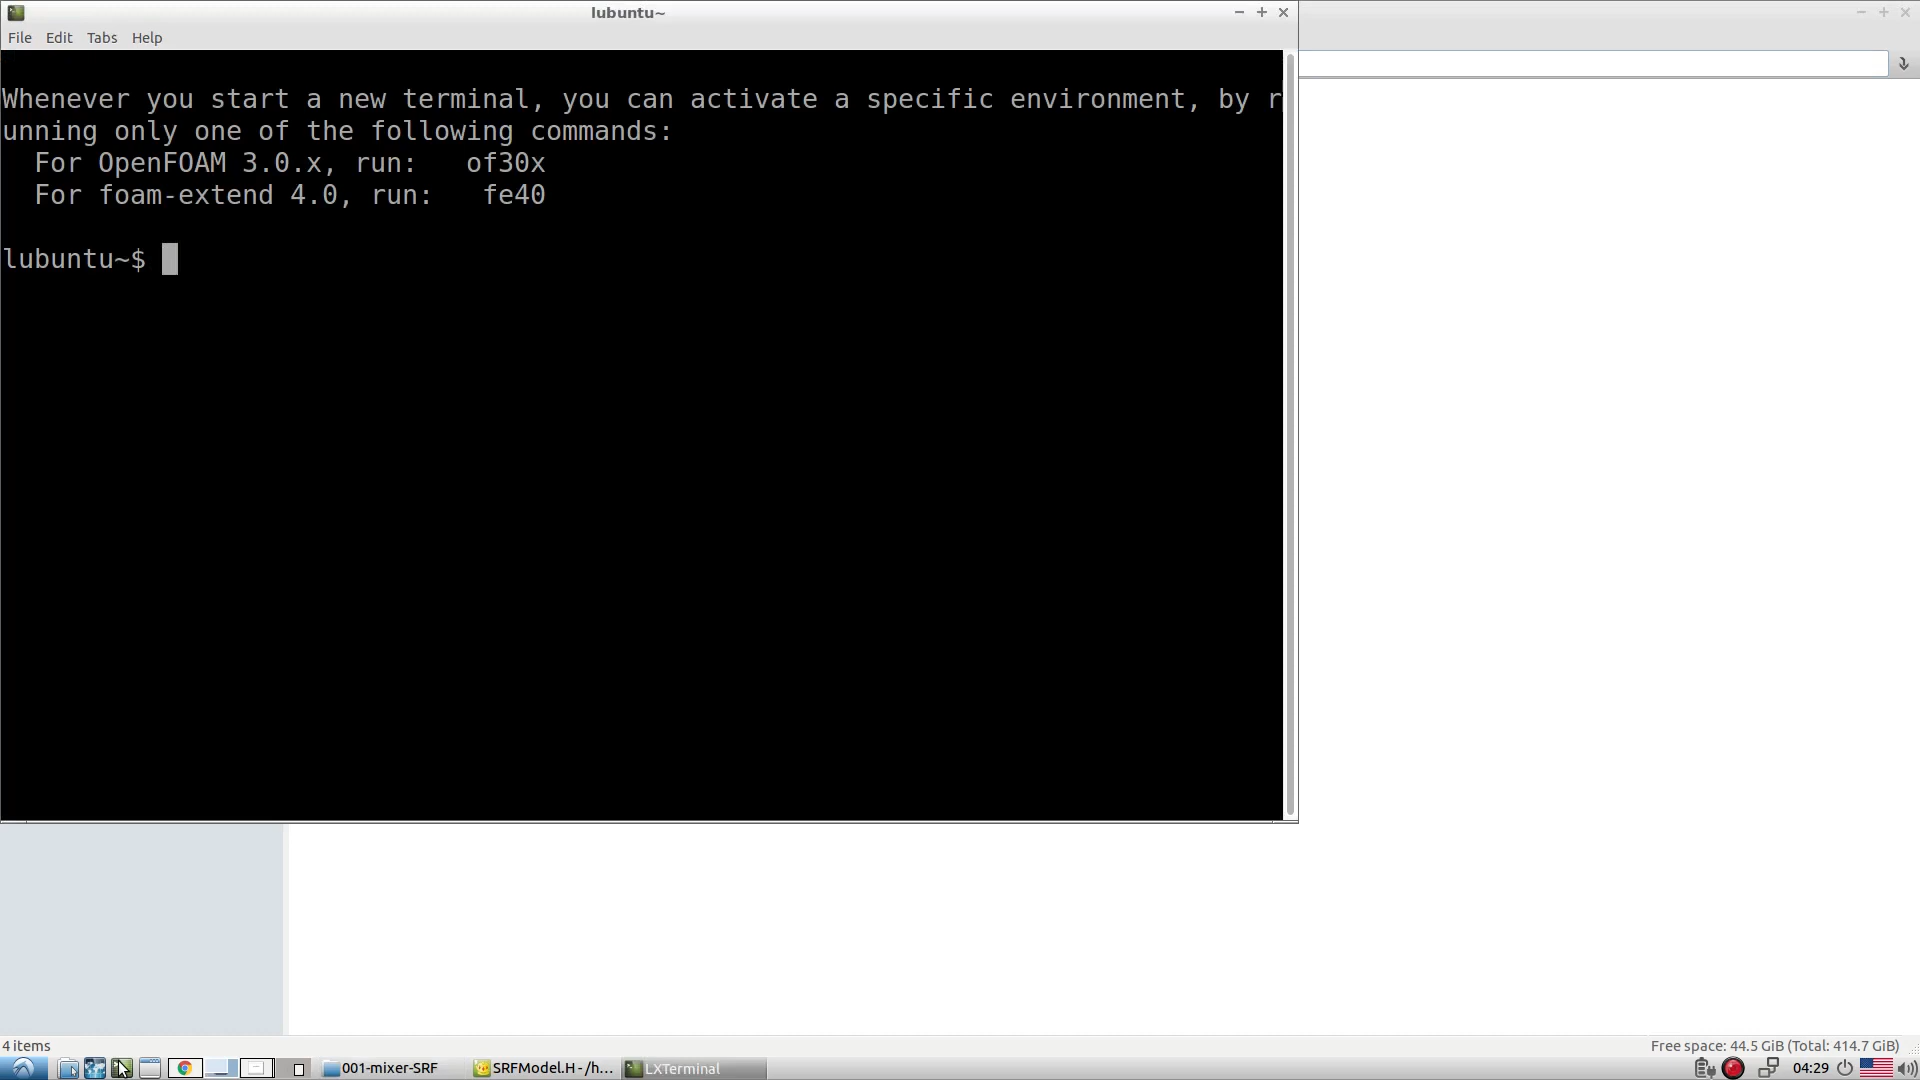 lubuntu~
File Edit Tabs Help
Whenever you start a new terminal, you can activate a specific environment, by r
unning only one of the following commands:
For OpenFOAM 3.0.x, run: of30x
For foam-extend 4.0, run: fe40
lubuntu~$
4 items
Free space: 44.5 GiB (Total: 414.7 GiB)
001-mixer-SRF
SRFModel.H - /h...
LXTerminal
04:29